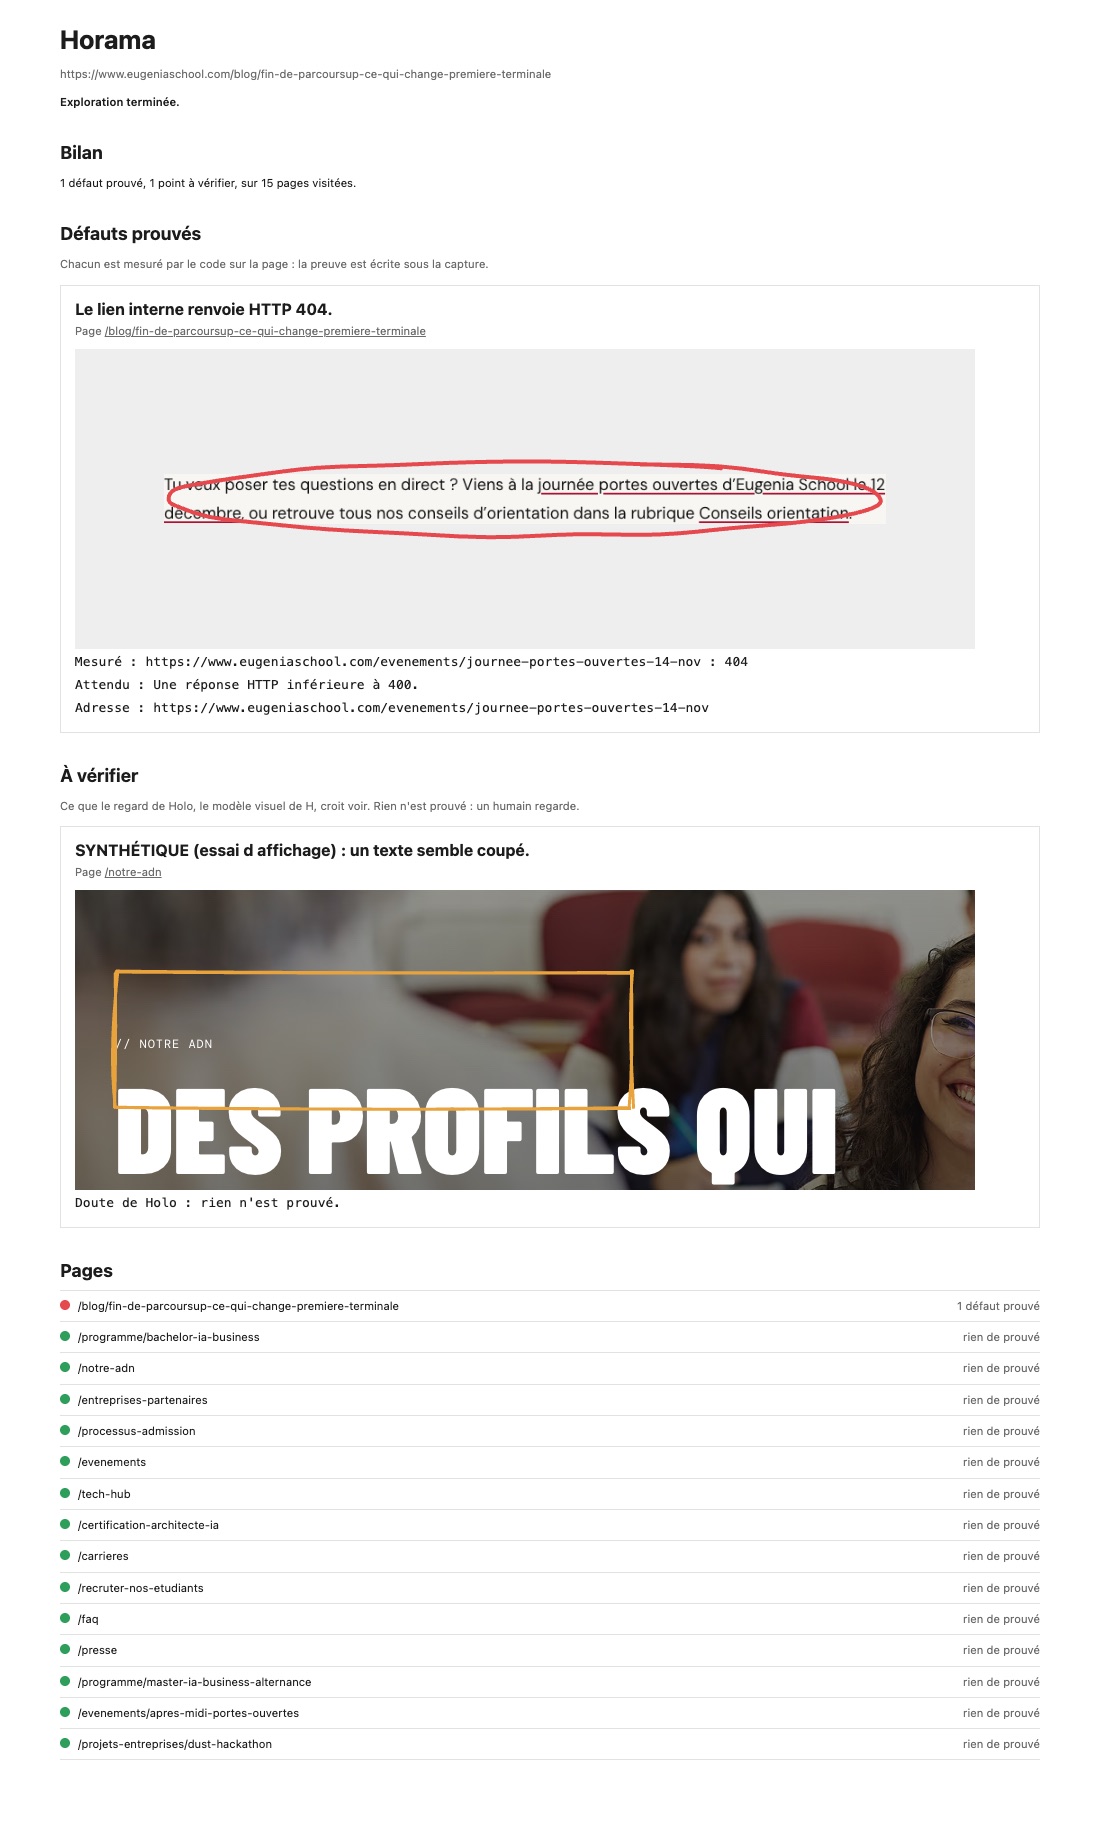 Horama
https://www.eugeniaschool.com/blog/fin-de-parcoursup-ce-qui-change-premiere-terminale
Exploration terminée.
Bilan
1 défaut prouvé, 1 point à vérifier, sur 15 pages visitées.
Défauts prouvés
Chacun est mesuré par le code sur la page : la preuve est écrite sous la capture.
Le lien interne renvoie HTTP 404.
Page /blog/fin-de-parcoursup-ce-qui-change-premiere-terminale
Tu veux poser tes questions en direct ? Viens à la journée portes ouvertes d’Eugenia School le 12
décembre, ou retrouve tous nos conseils d’orientation dans la rubrique Conseils orientation.
Mesuré : https://www.eugeniaschool.com/evenements/journee-portes-ouvertes-14-nov : 404
Attendu : Une réponse HTTP inférieure à 400.
Adresse : https://www.eugeniaschool.com/evenements/journee-portes-ouvertes-14-nov
À vérifier
Ce que le regard de Holo, le modèle visuel de H, croit voir. Rien n'est prouvé : un humain regarde.
SYNTHÉTIQUE (essai d affichage) : un texte semble coupé.
Page /notre-adn
// NOTRE ADN
DES PROFILS QUI
Doute de Holo : rien n'est prouvé.
Pages
/blog/fin-de-parcoursup-ce-qui-change-premiere-terminale 1 défaut prouvé
/programme/bachelor-ia-business rien de prouvé
/notre-adn rien de prouvé
/entreprises-partenaires rien de prouvé
/processus-admission rien de prouvé
/evenements rien de prouvé
/tech-hub rien de prouvé
/certification-architecte-ia rien de prouvé
/carrieres rien de prouvé
/recruter-nos-etudiants rien de prouvé
/faq rien de prouvé
/presse rien de prouvé
/programme/master-ia-business-alternance rien de prouvé
/evenements/apres-midi-portes-ouvertes rien de prouvé
/projets-entreprises/dust-hackathon rien de prouvé